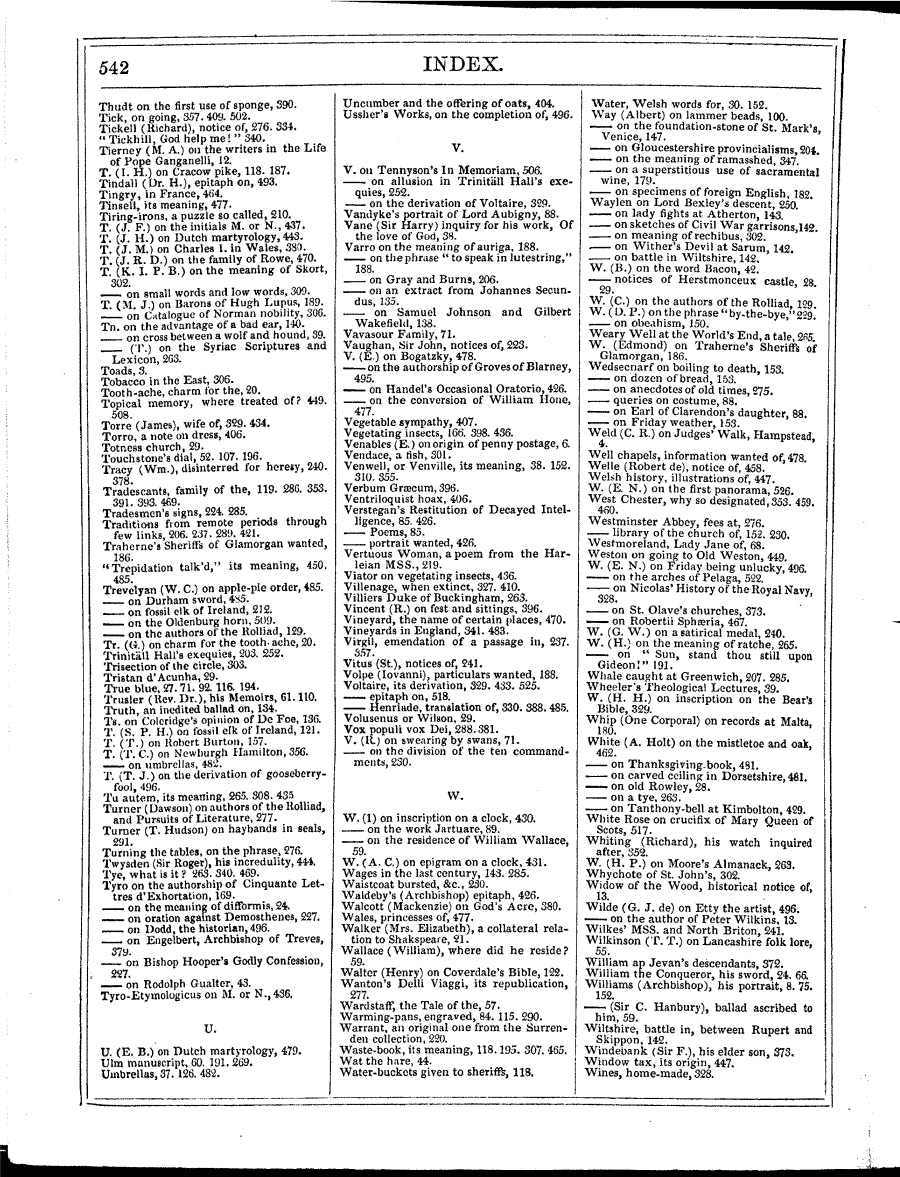 542
INDEX.
Thudt on the first use of sponge, 390.
Tick, on going, 357. 409. 502.
Tickell (Richard), notice of, 276. 334.
“ Tickhill, God help me! ” 340.
Tierney (M. A.) on the writers in the Life
of Pope Ganganelli, 12.
T. (I. H.) on Cracow pike, 118. 187.
Tindall (Dr. H.), epitaph on, 493.
Tingry, in France, 464.
Tinsell, its meaning, 477.
Tiring-irons, a puzzle so called, 210.
T. (J. F.) on the initials M. or N., 437.
T. (J. H.) on Dutch martyrology, 443.
T. (J. M.) on Charles I. in Wales, 380.
T. (J. R. D.) on the family of Rowe, 470.
T. (K. I. P. B.) on the meaning of Skort,
302.
—— on small words and low words, 309.
T. (M. J.) on Barons of Hugh Lupus, 189.
—— on Catalogue of Norman nobility, 306.
Tn. on the advantage of a bad ear, 140.
—— on cross between a wolf and hound, 39.
—— (T.) on the Syriac Scriptures and
Lexicon, 263.
Toads, 3.
Tobacco in the East, 306.
Tooth-ache, charm for the, 20.
Topical memory, where treated of? 449.
508.
Torre (James), wife of, 329. 434.
Torro, a note on dress, 406.
Totness church, 29.
Touchstone's dial, 52. 107. 196.
Tracy (Wm.), disinterred for heresy, 240.
378.
Tradescants, family of the, 119. 286. 353.
391. 393. 469.
Tradesmen's signs, 224. 285.
Traditions from remote periods through
few links, 206. 237. 289. 421.
Traherne's Sheriffs of Glamorgan wanted,
186.
“Trepidation talk'd,” its meaning, 450.
485.
Trevelyan (W. C.) on apple-pie order, 485.
—— on Durham sword, 485.
—— on fossil elk of Ireland, 212.
—— on the Oldenburg horn, 509.
—— on the authors of the Rolliad, 129.
Tr. (G.) on charm for the tooth-ache, 20.
Trinitäll Hall's exequies, 203. 252.
Trisection of the circle, 303.
Tristan d'Acunha, 29.
True blue, 27. 71. 92. 116. 194.
Trusler (Rev. Dr.), his Memoirs, 61. 110.
Truth, an inedited ballad on, 134.
Ts. on Coleridge's opinion of De Foe, 136.
T. (S. P. H.) on fossil elk of Ireland, 121.
T. (T.) on Robert Burton, 157.
T. (T. C.) on Newburgh Hamilton, 356.
—— on umbrellas, 482.
T. (T. J.) on the derivation of gooseberry-
fool, 496.
Tu autem, its meaning, 265. 308. 435
Turner (Dawson) on authors of the Rolliad,
and Pursuits of Literature, 277.
Turner (T. Hudson) on haybands in seals,
291.
Turning the tables, on the phrase, 276.
Twysden (Sir Roger), his incredulity, 444.
Tye, what is it? 263. 340. 469.
Tyro on the authorship of Cinquante Let-
tres d'Exhortation, 169.
—— on the meaning of difformis, 24.
—— on oration against Demosthenes, 227.
—— on Dodd, the historian, 496.
—— on Engelbert, Archbishop of Treves,
379.
—— on Bishop Hooper's Godly Confession,
227.
—— on Rodolph Gualter, 43.
Tyro-Etymologicus on M. or N., 436.
U.
U. (E. B.) on Dutch martyrology, 479.
Ulm manuscript, 60. 191. 269.
Umbrellas, 37. 126. 482.
Uncumber and the offering of oats, 404.
Ussher's Works, on the completion of, 496.
V.
V. on Tennyson's In Memoriam, 506.
—— on allusion in Trinitäll Hall's exe-
quies, 252.
—— on the derivation of Voltaire, 329.
Vandyke's portrait of Lord Aubigny, 88.
Vane (Sir Harry) inquiry for his work, Of
the love of God, 38.
Varro on the meaning of auriga, 188.
—— on the phrase “ to speak in lutestring,”
188.
—— on Gray and Burns, 206.
—— on an extract from Johannes Secun-
dus, 135.
—— on Samuel Johnson and Gilbert
Wakefield, 138.
Vavasour Family, 71.
Vaughan, Sir John, notices of, 223.
V. (E.) on Bogatzky, 478.
—— on the authorship of Groves of Blarney,
495.
—— on Handel's Occasional Oratorio, 426.
—— on the conversion of William Hone,
477.
Vegetable sympathy, 407.
Vegetating insects, 166. 398. 436.
Venables (E.) on origin of penny postage, 6.
Vendace, a fish, 301.
Venwell, or Venville, its meaning, 38. 152.
310. 355.
Verbum Græcum, 396.
Ventriloquist hoax, 406.
Verstegan's Restitution of Decayed Intel-
ligence, 85. 426.
—— Poems, 85.
—— portrait wanted, 426.
Vertuous Woman, a poem from the Har-
leian MSS., 219.
Viator on vegetating insects, 436.
Villenage, when extinct, 327. 410.
Villiers Duke of Buckingham, 263.
Vincent (R.) on fest and sittings, 396.
Vineyard, the name of certain places, 470.
Vineyards in England, 341. 483.
Virgil, emendation of a passage in, 237.
357.
Vitus (St.), notices of, 241.
Volpe (Iovanni), particulars wanted, 188.
Voltaire, its derivation, 329. 433. 525.
—— epitaph on, 518.
—— Henriade, translation of, 330. 388. 485.
Volusenus or Wilson, 29.
Vox populi vox Dei, 288. 381.
V. (R.) on swearing by swans, 71.
—— on the division of the ten command-
ments, 230.
W.
W. (1) on inscription on a clock, 430.
—— on the work Jartuare, 89.
—— on the residence of William Wallace,
59.
W. (A. C.) on epigram on a clock, 431.
Wages in the last century, 143. 285.
Waistcoat bursted, &c., 230.
Waldeby's (Archbishop) epitaph, 426.
Walcott (Mackenzie) on God's Acre, 380.
Wales, princesses of, 477.
Walker (Mrs. Elizabeth), a collateral rela-
tion to Shakspeare, 21.
Wallace (William), where did he reside?
59.
Walter (Henry) on Coverdale's Bible, 122.
Wanton's Delli Viaggi, its republication,
277.
Wardstaff, the Tale of the, 57.
Warming-pans, engraved, 84. 115. 290.
Warrant, an original one from the Surren-
den collection, 220.
Waste-book, its meaning, 118. 195. 307. 465.
Wat the hare, 44.
Water-buckets given to sheriffs, 118.
Water, Welsh words for, 30. 152.
Way (Albert) on lammer beads, 100.
—— on the foundation-stone of St. Mark's,
Venice, 147.
—— on Gloucestershire provincialisms, 204.
—— on the meaning of ramasshed, 347.
—— on a superstitious use of sacramental
wine, 179.
—— on specimens of foreign English, 182.
Waylen on Lord Bexley's descent, 250.
—— on lady fights at Atherton, 143.
—— on sketches of Civil War garrisons, 142.
—— on meaning of rechibus, 302.
—— on Wither's Devil at Sarum, 142.
—— on battle in Wiltshire, 142.
W. (B.) on the word Bacon, 42.
—— notices of Herstmonceux castle, 28.
29.
W. (C.) on the authors of the Rolliad, 129.
W. (D. P.) on the phrase “by-the-bye,” 229.
—— on obeahism, 150.
Weary Well at the World's End, a tale, 265.
W. (Edmond) on Traherne's Sheriffs of
Glamorgan, 186.
Wedsecnarf on boiling to death, 153.
—— on dozen of bread, 153.
—— on anecdotes of old times, 275.
—— queries on costume, 88.
—— on Earl of Clarendon's daughter, 88.
—— on Friday weather, 153.
Weld (C. R.) on Judges' Walk, Hampstead,
4.
Well chapels, information wanted of, 478.
Welle (Robert de), notice of, 458.
Welsh history, illustrations of, 447.
W. (E. N.) on the first panorama, 526.
West Chester, why so designated, 353. 459.
460.
Westminster Abbey, fees at, 276.
—— library of the church of, 152. 230.
Westmoreland, Lady Jane of, 68.
Weston on going to Old Weston, 449.
W. (E. N.) on Friday being unlucky, 496.
—— on the arches of Pelaga, 522.
—— on Nicolas' History of the Royal Navy,
328.
—— on St. Olave's churches, 373.
—— on Robertii Sphæria, 467.
W. (G. W.) on a satirical medal, 240.
W. (H.) on the meaning of ratche, 265.
—— on “ Sun, stand thou still upon
Gideon!” 191.
Whale caught at Greenwich, 207. 285.
Wheeler's Theological Lectures, 39.
W. (H. H.) on inscription on the Bear's
Bible, 329.
Whip (One Corporal) on records at Malta,
180.
White (A. Holt) on the mistletoe and oak,
462.
—— on Thanksgiving-book, 481.
—— on carved ceiling in Dorsetshire, 481.
—— on old Rowley, 28.
—— on a tye, 263.
—— on Tanthony-bell at Kimbolton, 429.
White Rose on crucifix of Mary Queen of
Scots, 517.
Whiting (Richard), his watch inquired
after, 352.
W. (H. P.) on Moore's Almanack, 263.
Whychote of St. John's, 302.
Widow of the Wood, historical notice of,
13.
Wilde (G. J. de) on Etty the artist, 496.
—— on the author of Peter Wilkins, 13.
Wilkes' MSS. and North Briton, 241.
Wilkinson (T. T.) on Lancashire folk lore,
55.
William ap Jevan's descendants, 372.
William the Conqueror, his sword, 24. 66.
Williams (Archbishop), his portrait, 8. 75.
152.
—— (Sir C. Hanbury), ballad ascribed to
him, 59.
Wiltshire, battle in, between Rupert and
Skippon, 142.
Windebank (Sir F.), his elder son, 373.
Window tax, its origin, 447.
Wines, home-made, 328.